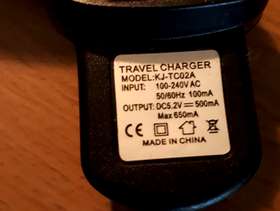 TRAVEL CHARGER
MODEL:KJ-TC02A
INPUT: 100-240V AC
50/60Hz 100mA
OUTPUT:DC5.2V⎓500mA
Max 650mA
CE
MADE IN CHINA